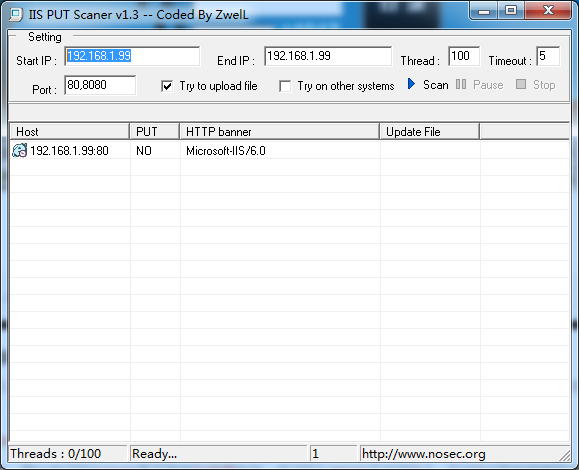 IIS PUT Scaner v1.3 -- Coded By ZwelL
Setting
Start IP : 192.168.1.99 End IP : 192.168.1.99 Thread : 100 Timeout : 5
Port : 80,8080 Try to upload file Try on other systems Scan Pause Stop
Host PUT HTTP banner Update File
192.168.1.99:80 NO Microsoft-IIS/6.0
Threads : 0/100 Ready... 1 http://www.nosec.org